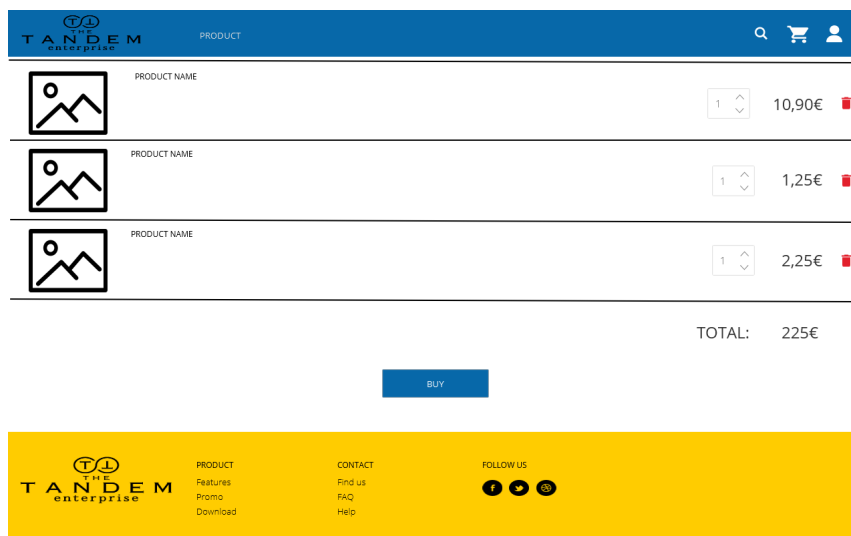 THE
TANDEM
enterprise
PRODUCT
PRODUCT NAME
1
10,90€
PRODUCT NAME
1
1,25€
PRODUCT NAME
1
2,25€
TOTAL: 225€
BUY
THE
TANDEM
enterprise
PRODUCT
Features
Promo
Download
CONTACT
Find us
FAQ
Help
FOLLOW US